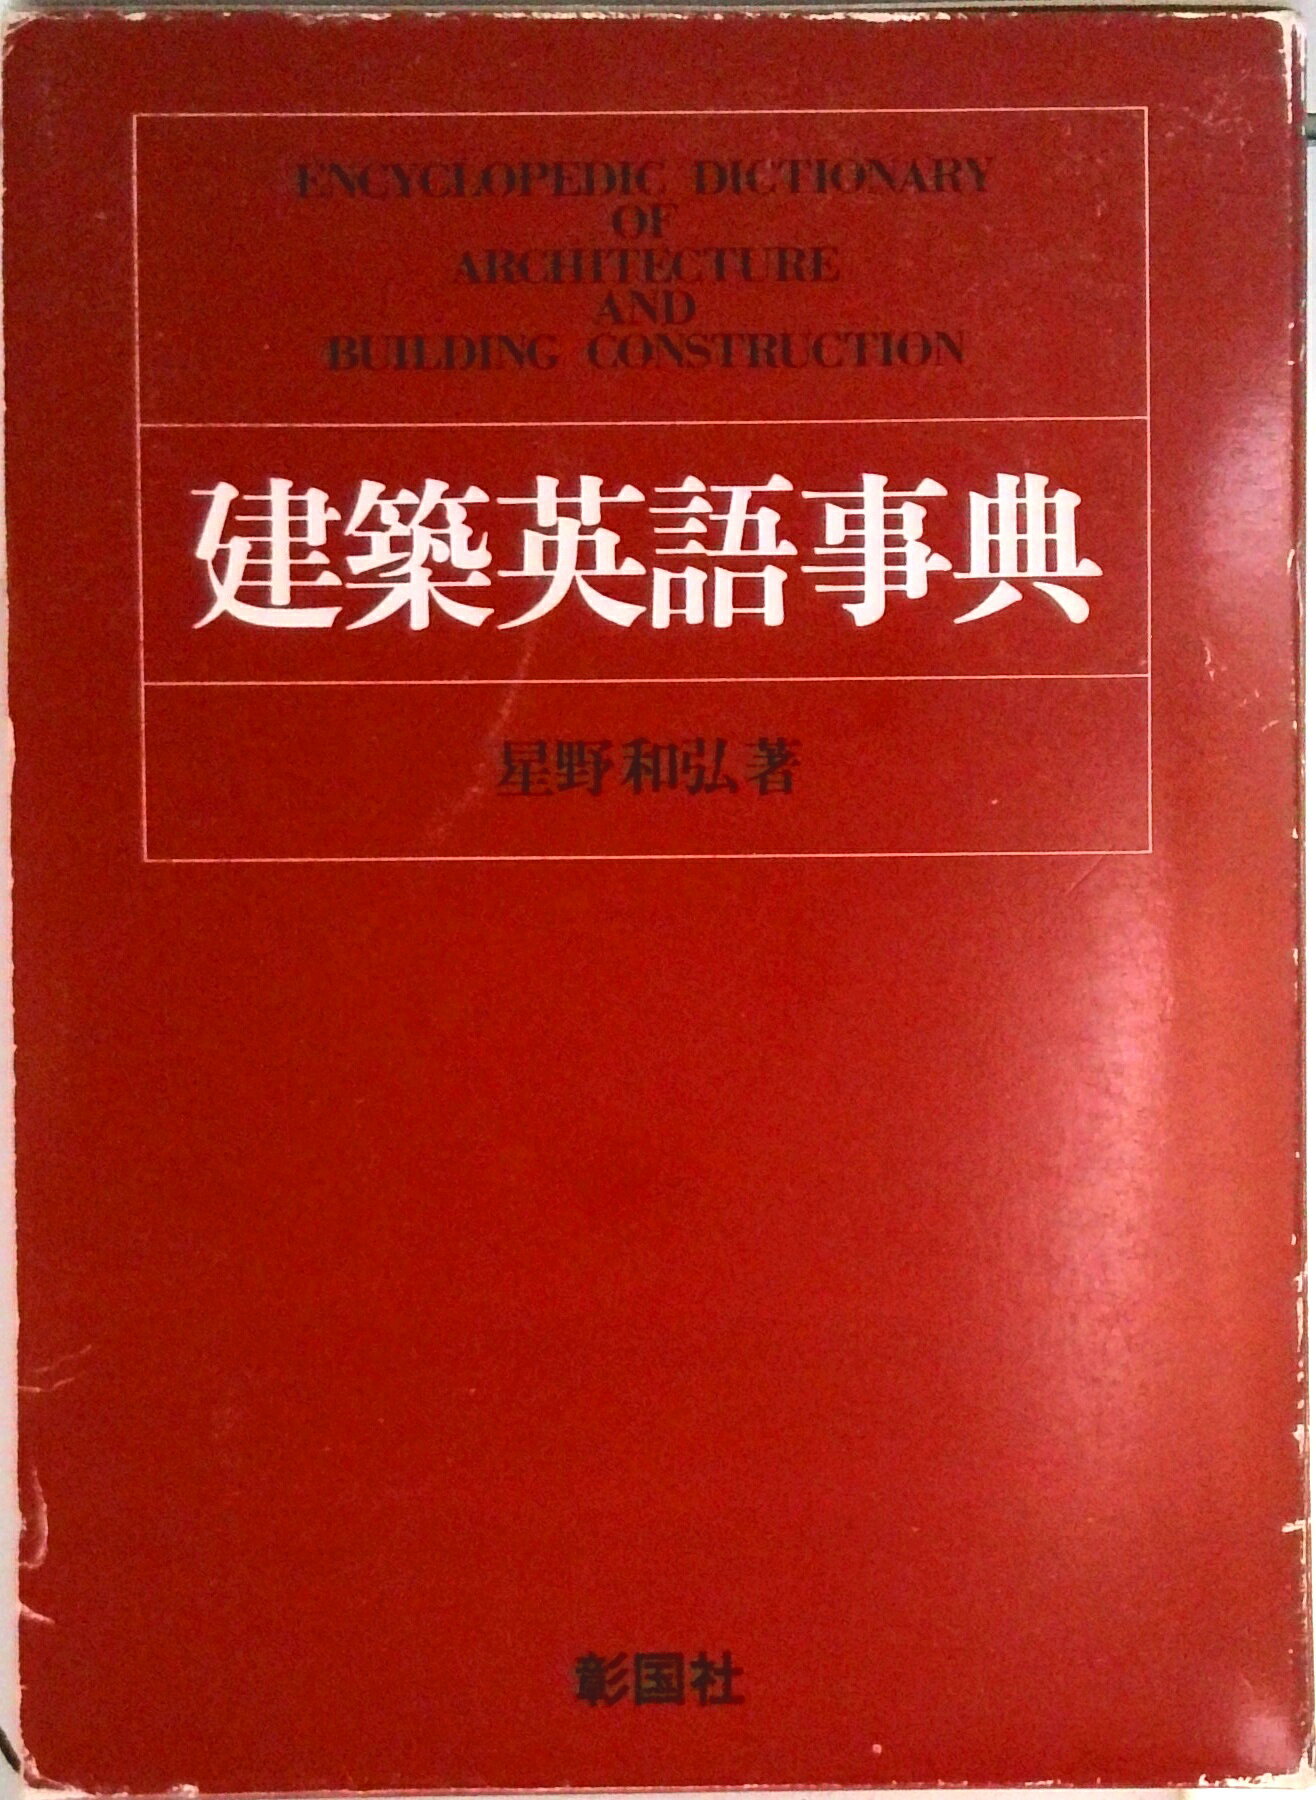 ENCYCLOPEDIC DICTIONARY
OF
ARCHITECTURE
AND
BUILDING CONSTRUCTION
建築英語事典
星野和弘著
彰国社